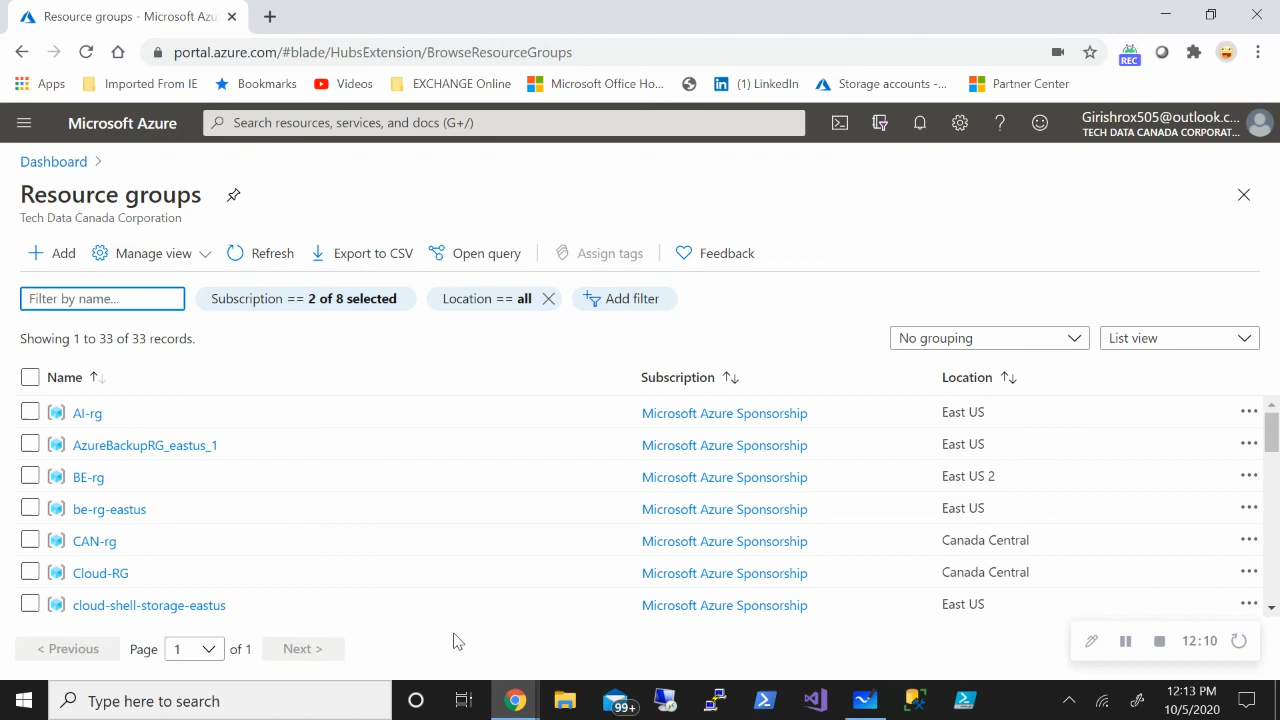 Resource groups - Microsoft Azu
portal.azure.com/#blade/HubsExtension/BrowseResourceGroups
REC
Apps Imported From IE Bookmarks Videos EXCHANGE Online Microsoft Office Ho... (1) LinkedIn Storage accounts -... Partner Center
Microsoft Azure Search resources, services, and docs (G+/) Girishrox505@outlook.c...
TECH DATA CANADA CORPORAT...
Dashboard >
Resource groups
Tech Data Canada Corporation
Add Manage view Refresh Export to CSV Open query Assign tags Feedback
Filter by name... Subscription == 2 of 8 selected Location == all Add filter
Showing 1 to 33 of 33 records. No grouping List view
Name Subscription Location
AI-rg Microsoft Azure Sponsorship East US
AzureBackupRG_eastus_1 Microsoft Azure Sponsorship East US
BE-rg Microsoft Azure Sponsorship East US 2
be-rg-eastus Microsoft Azure Sponsorship East US
CAN-rg Microsoft Azure Sponsorship Canada Central
Cloud-RG Microsoft Azure Sponsorship Canada Central
cloud-shell-storage-eastus Microsoft Azure Sponsorship East US
< Previous Page 1 of 1 Next > 12:10
Type here to search 99+ 12:13 PM
10/5/2020